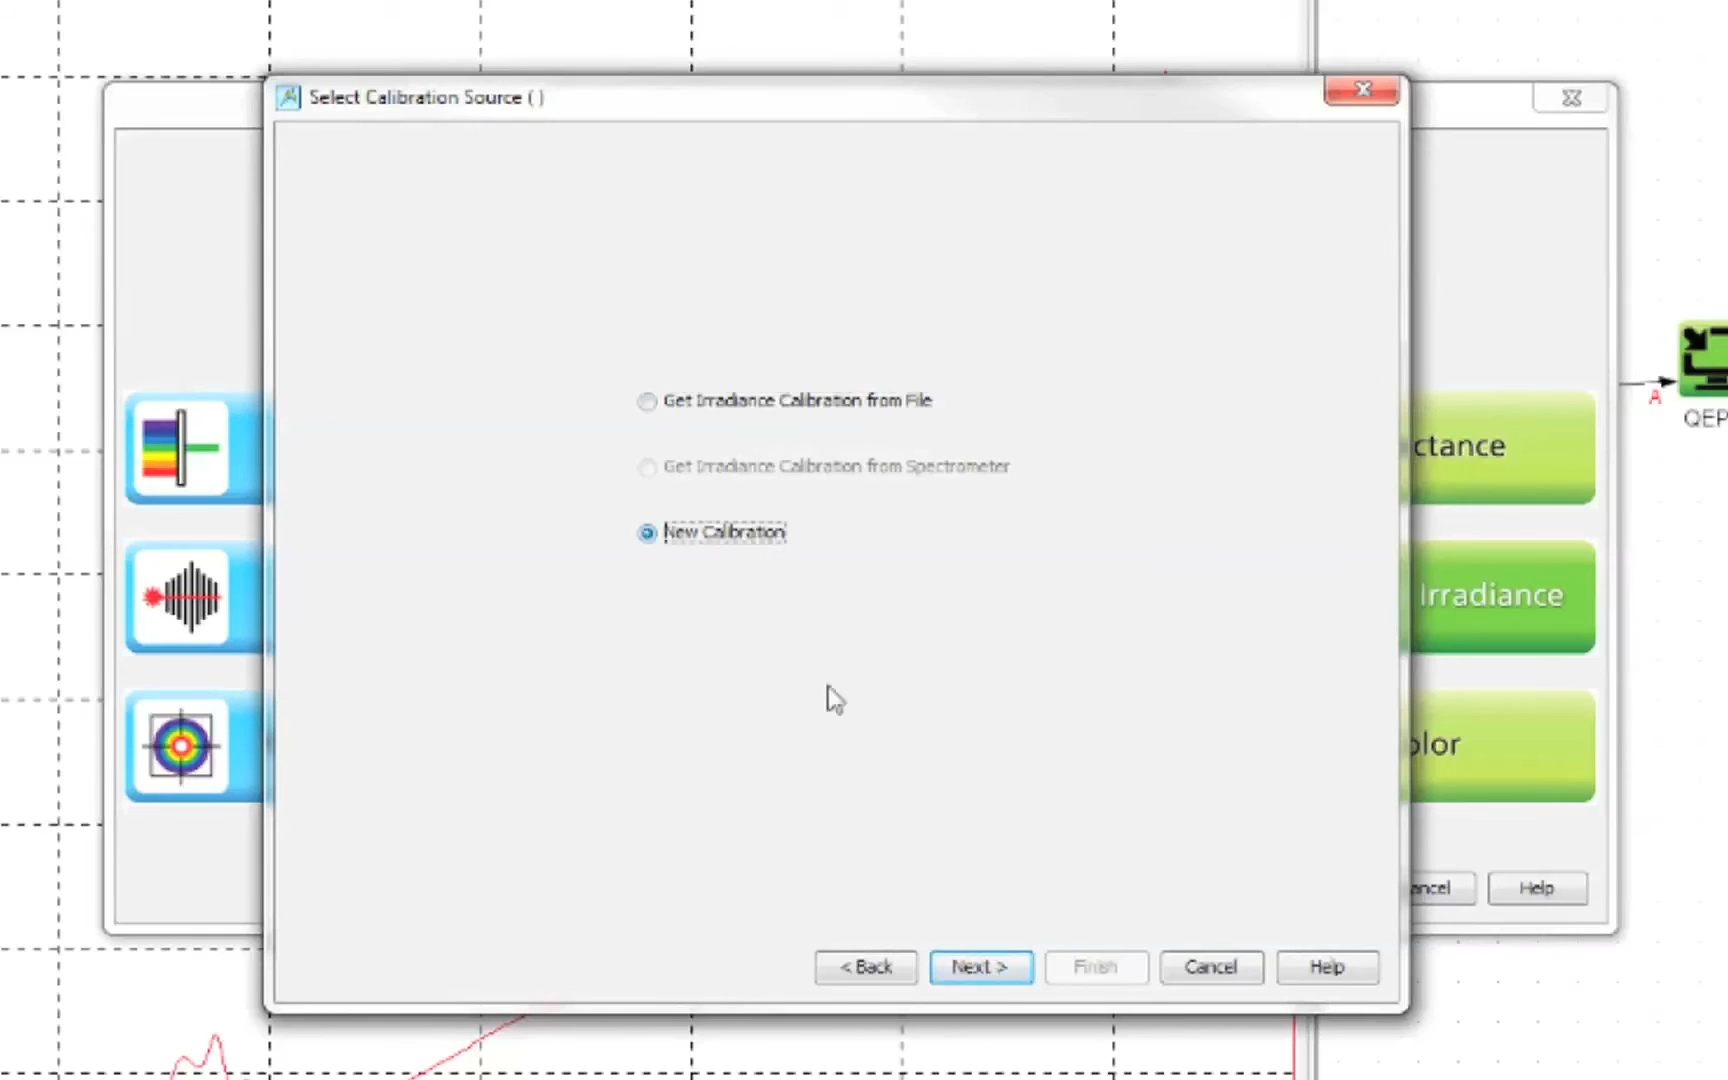 Select Calibration Source ( )
Get Irradiance Calibration from File
Get Irradiance Calibration from Spectrometer
New Calibration
< Back
Next >
Finish
Cancel
Help
ctance
Irradiance
olor
ancel
Help
A
QEP